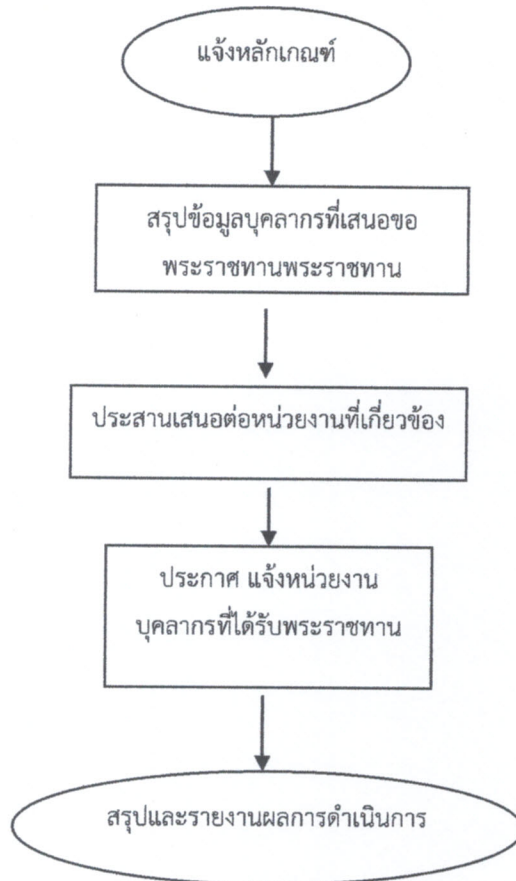 แจ้งหลักเกณฑ์
สรุปข้อมูลบุคลากรที่เสนอขอ
พระราชทานพระราชทาน
ประสานเสนอต่อหน่วยงานที่เกี่ยวข้อง
ประกาศ แจ้งหน่วยงาน
บุคลากรที่ได้รับพระราชทาน
สรุปและรายงานผลการดำเนินการ